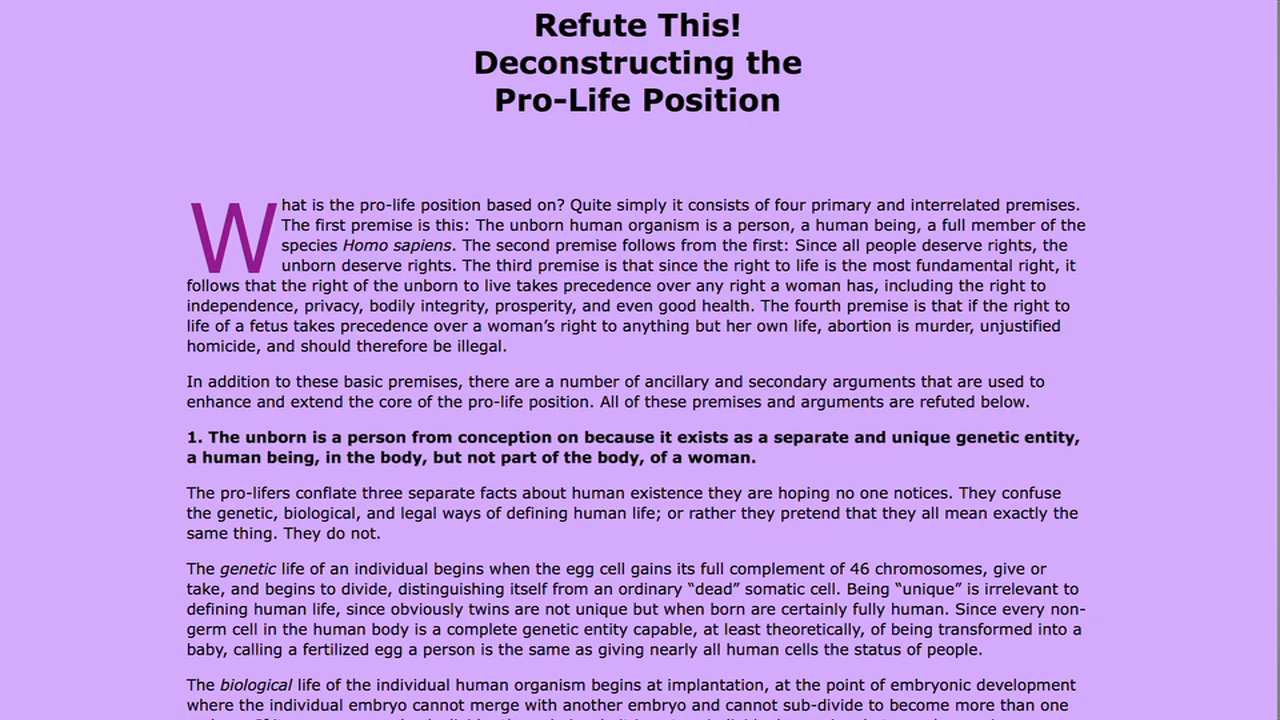 Refute This!
Deconstructing the
Pro-Life Position
What is the pro-life position based on? Quite simply it consists of four primary and interrelated premises.
The first premise is this: The unborn human organism is a person, a human being, a full member of the
species Homo sapiens. The second premise follows from the first: Since all people deserve rights, the
unborn deserve rights. The third premise is that since the right to life is the most fundamental right, it
follows that the right of the unborn to live takes precedence over any right a woman has, including the right to
independence, privacy, bodily integrity, prosperity, and even good health. The fourth premise is that if the right to
life of a fetus takes precedence over a woman’s right to anything but her own life, abortion is murder, unjustified
homicide, and should therefore be illegal.
In addition to these basic premises, there are a number of ancillary and secondary arguments that are used to
enhance and extend the core of the pro-life position. All of these premises and arguments are refuted below.
1. The unborn is a person from conception on because it exists as a separate and unique genetic entity,
a human being, in the body, but not part of the body, of a woman.
The pro-lifers conflate three separate facts about human existence they are hoping no one notices. They confuse
the genetic, biological, and legal ways of defining human life; or rather they pretend that they all mean exactly the
same thing. They do not.
The genetic life of an individual begins when the egg cell gains its full complement of 46 chromosomes, give or
take, and begins to divide, distinguishing itself from an ordinary “dead” somatic cell. Being “unique” is irrelevant to
defining human life, since obviously twins are not unique but when born are certainly fully human. Since every non-
germ cell in the human body is a complete genetic entity capable, at least theoretically, of being transformed into a
baby, calling a fertilized egg a person is the same as giving nearly all human cells the status of people.
The biological life of the individual human organism begins at implantation, at the point of embryonic development
where the individual embryo cannot merge with another embryo and cannot sub-divide to become more than one